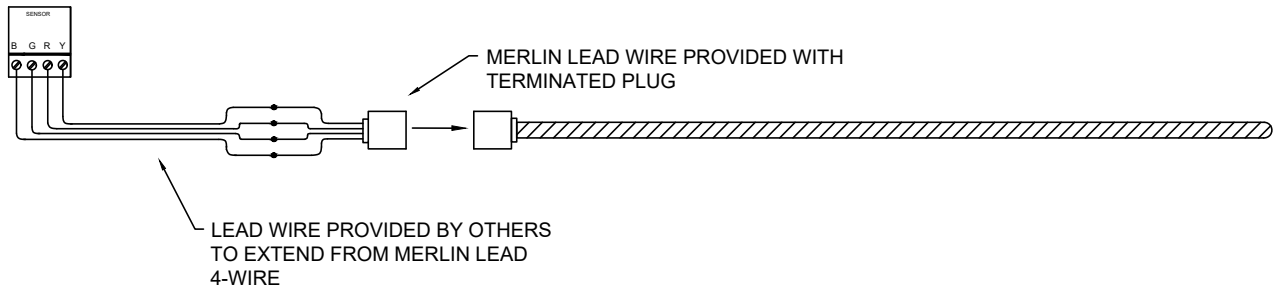 SENSOR
B G R Y
MERLIN LEAD WIRE PROVIDED WITH
TERMINATED PLUG
LEAD WIRE PROVIDED BY OTHERS
TO EXTEND FROM MERLIN LEAD
4-WIRE